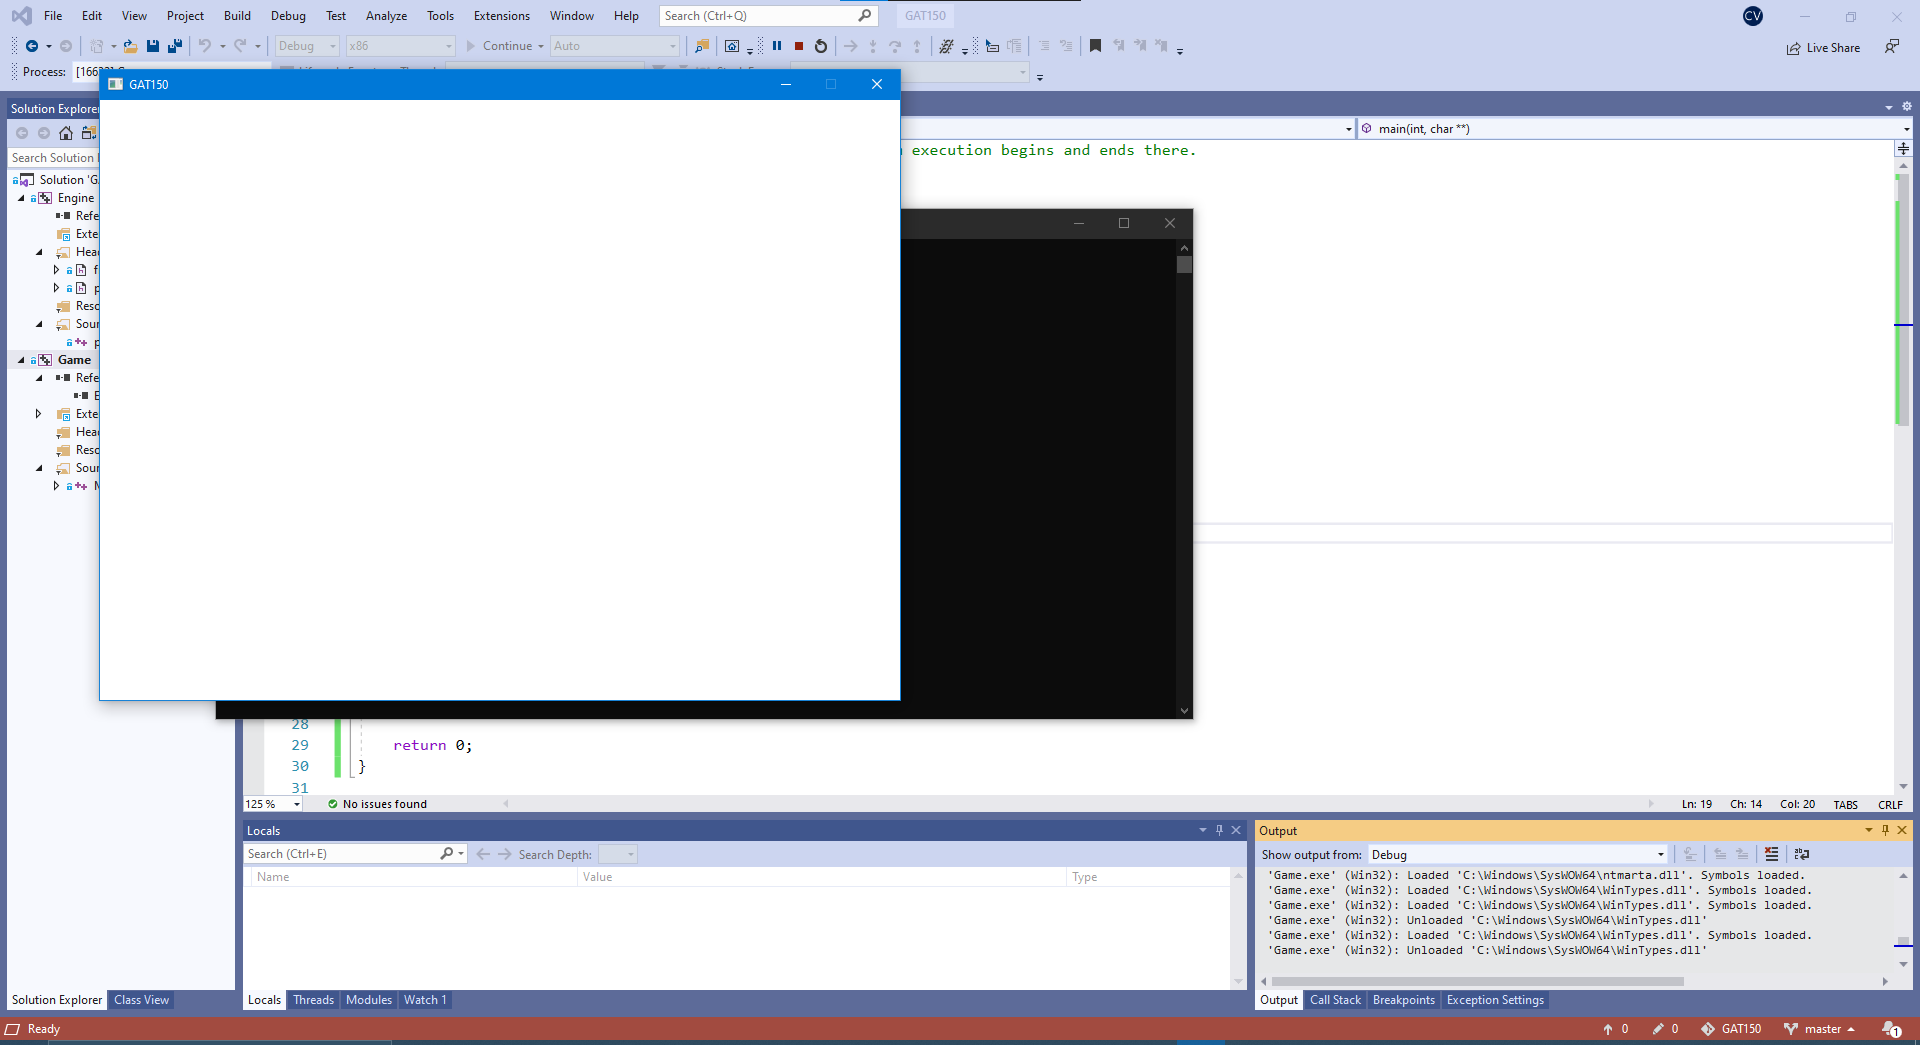 File Edit View Project Build Debug Test Analyze Tools Extensions Window Help Search (Ctrl+Q) GAT150 CV
Debug x86 Continue Auto Live Share
Process:
GAT150
Solution Explorer
main(int, char **)
execution begins and ends there.
Search Solution
Solution 'G
Engine
Refe
Exte
Head
f
p
Reso
Sour
p
Game
Refe
E
Exte
Head
Reso
Sour
M
28
29 return 0;
30 }
31
125 % No issues found Ln: 19 Ch: 14 Col: 20 TABS CRLF
Locals
Search (Ctrl+E) Search Depth:
Name Value Type
Output
Show output from: Debug
'Game.exe' (Win32): Loaded 'C:\Windows\SysWOW64\ntmarta.dll'. Symbols loaded.
'Game.exe' (Win32): Loaded 'C:\Windows\SysWOW64\WinTypes.dll'. Symbols loaded.
'Game.exe' (Win32): Loaded 'C:\Windows\SysWOW64\WinTypes.dll'. Symbols loaded.
'Game.exe' (Win32): Unloaded 'C:\Windows\SysWOW64\WinTypes.dll'
'Game.exe' (Win32): Loaded 'C:\Windows\SysWOW64\WinTypes.dll'. Symbols loaded.
'Game.exe' (Win32): Unloaded 'C:\Windows\SysWOW64\WinTypes.dll'
Solution Explorer Class View
Locals Threads Modules Watch 1
Output Call Stack Breakpoints Exception Settings
Ready 0 0 GAT150 master 1